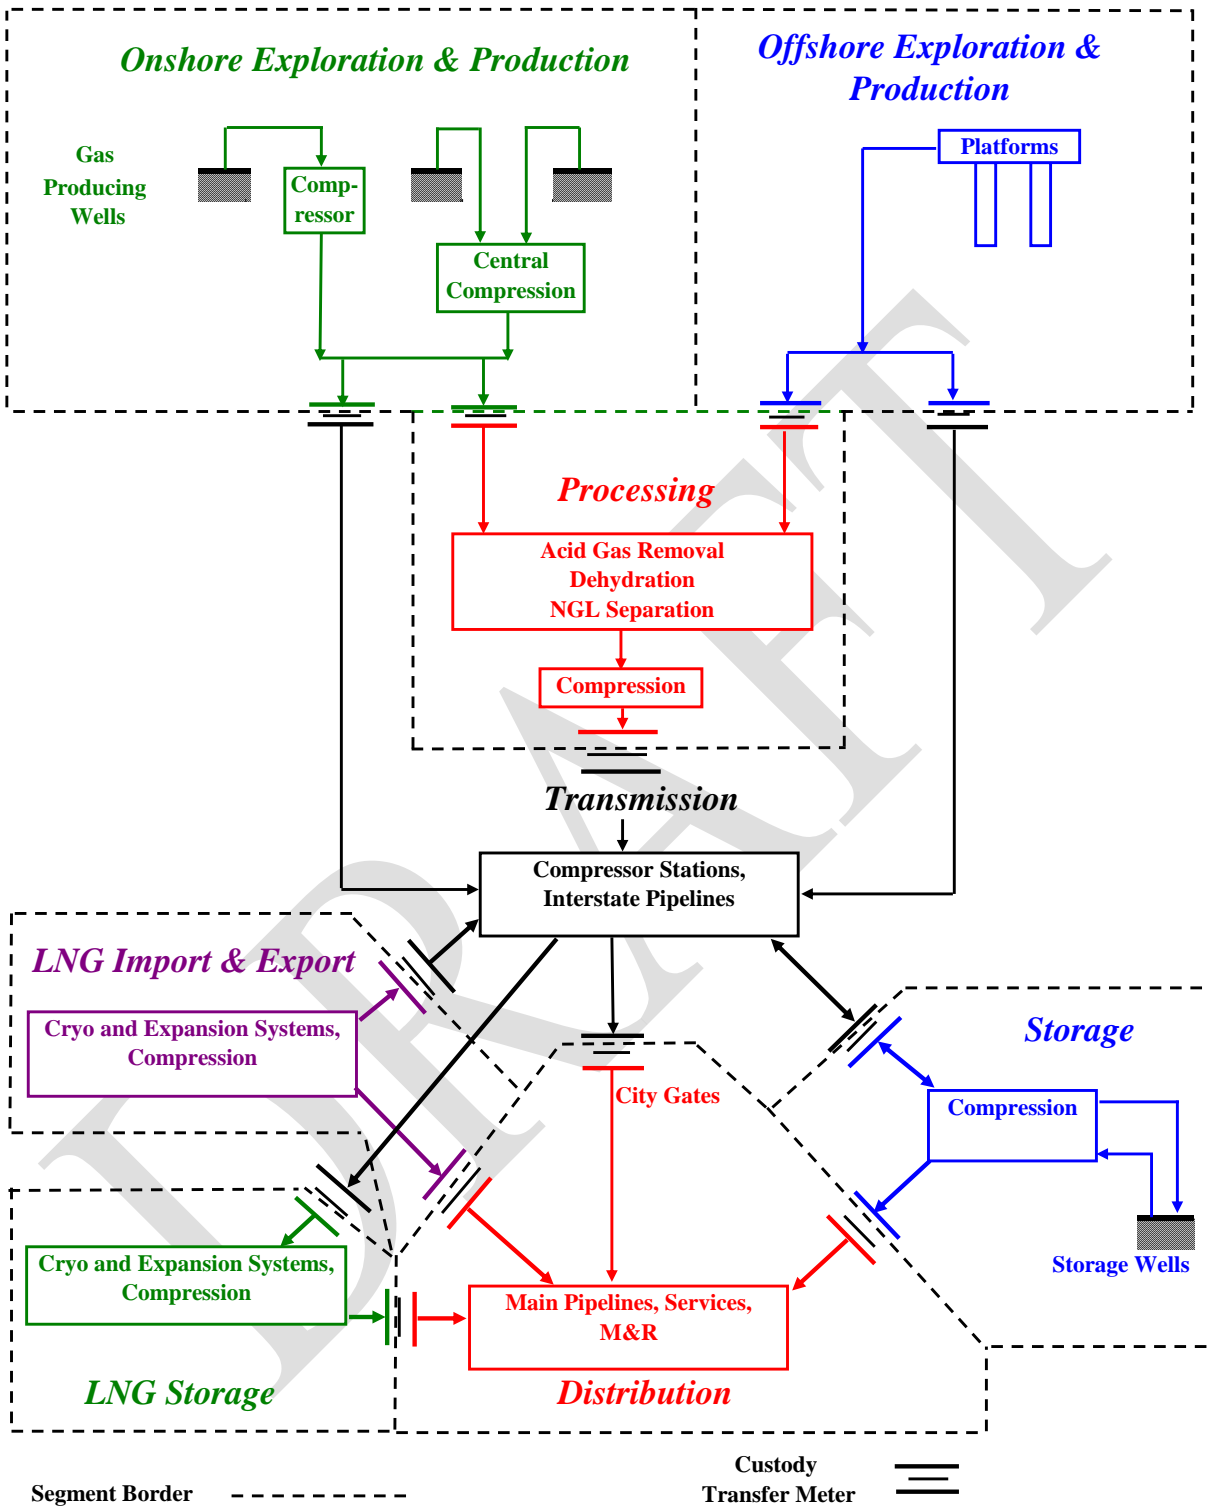 Onshore Exploration & Production
Offshore Exploration &
Production
Gas
Producing
Wells
Comp-
ressor
Central
Compression
Platforms
Processing
Acid Gas Removal
Dehydration
NGL Separation
Compression
Transmission
Compressor Stations,
Interstate Pipelines
LNG Import & Export
Cryo and Expansion Systems,
Compression
Storage
Compression
City Gates
Storage Wells
Cryo and Expansion Systems,
Compression
Main Pipelines, Services,
M&R
LNG Storage
Distribution
Segment Border
Custody
Transfer Meter
DRAFT